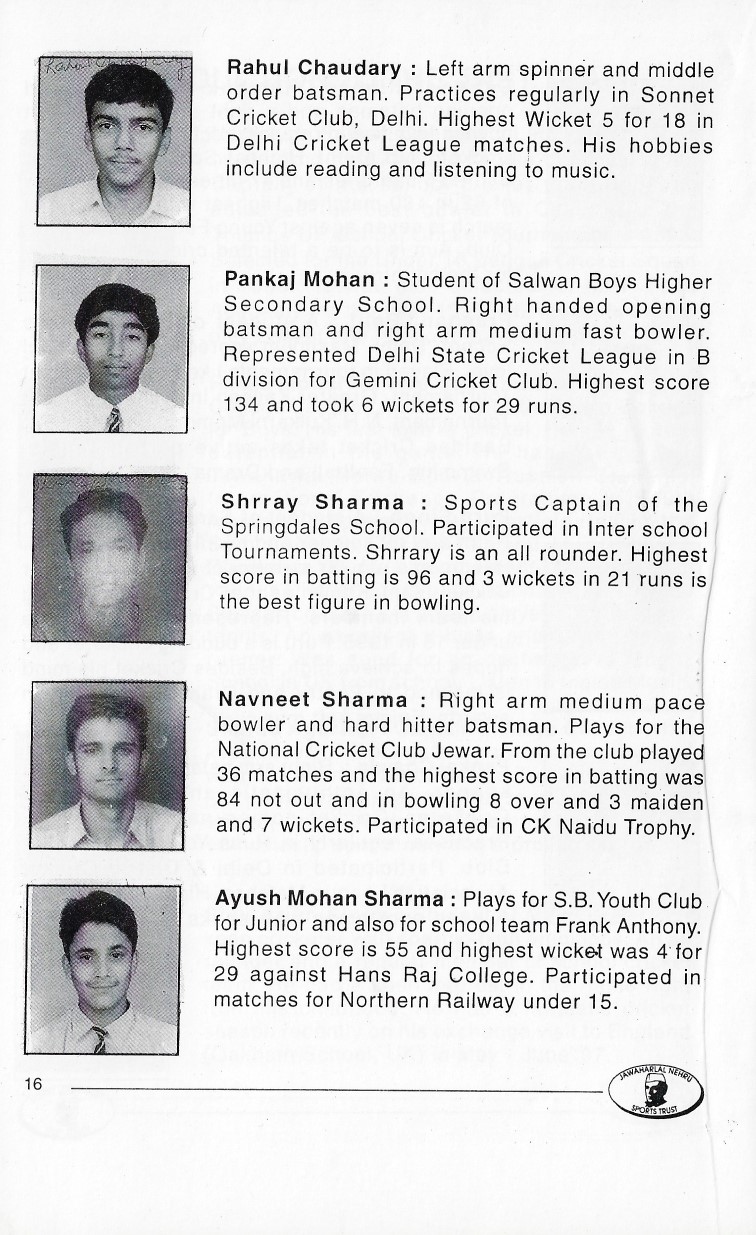 Rahul Chaudary : Left arm spinner and middle
order batsman. Practices regularly in Sonnet
Cricket Club, Delhi. Highest Wicket 5 for 18 in
Delhi Cricket League matches. His hobbies
include reading and listening to music.
Pankaj Mohan : Student of Salwan Boys Higher
Secondary School. Right handed opening
batsman and right arm medium fast bowler.
Represented Delhi State Cricket League in B
division for Gemini Cricket Club. Highest score
134 and took 6 wickets for 29 runs.
Shrray Sharma : Sports Captain of the
Springdales School. Participated in Inter school
Tournaments. Shrrary is an all rounder. Highest
score in batting is 96 and 3 wickets in 21 runs is
the best figure in bowling.
Navneet Sharma : Right arm medium pace
bowler and hard hitter batsman. Plays for the
National Cricket Club Jewar. From the club played
36 matches and the highest score in batting was
84 not out and in bowling 8 over and 3 maiden
and 7 wickets. Participated in CK Naidu Trophy.
Ayush Mohan Sharma : Plays for S.B. Youth Club
for Junior and also for school team Frank Anthony.
Highest score is 55 and highest wicket was 4 for
29 against Hans Raj College. Participated in
matches for Northern Railway under 15.
16
JAWAHARLAL NEHRU
SPORTS TRUST